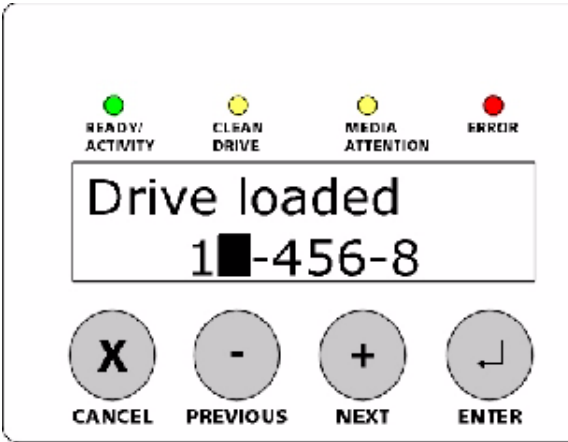 READY/ ACTIVITY
CLEAN DRIVE
MEDIA ATTENTION
ERROR
Drive loaded
1■-456-8
X
-
+
CANCEL
PREVIOUS
NEXT
ENTER